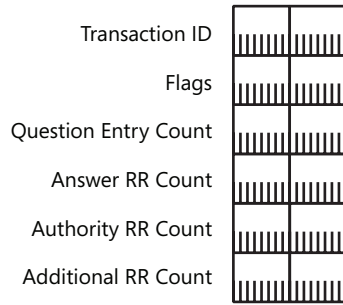 Transaction ID
Flags
Question Entry Count
Answer RR Count
Authority RR Count
Additional RR Count